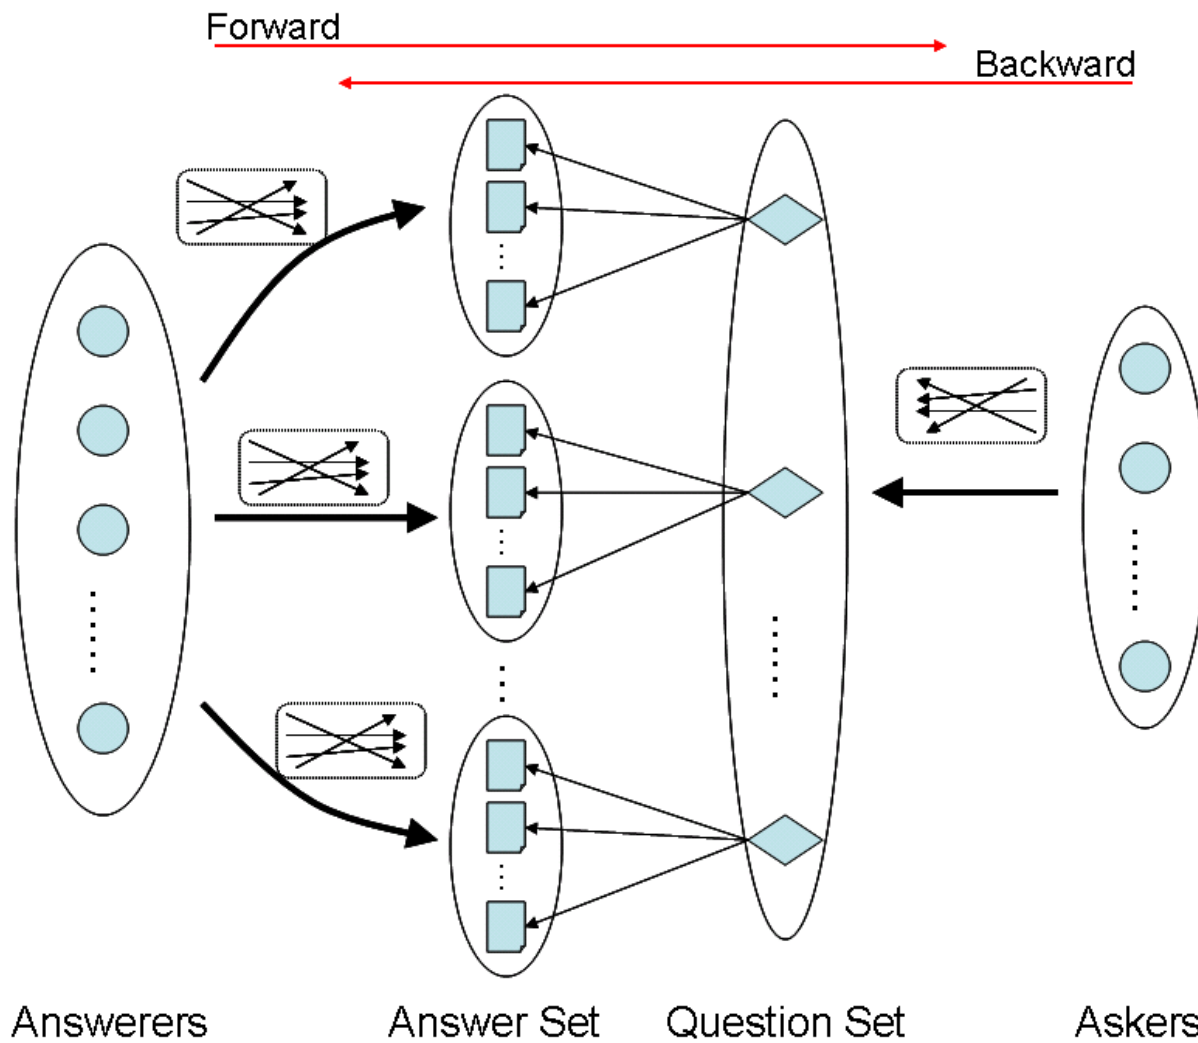 Forward
Backward
Answerers
Answer Set
Question Set
Askers